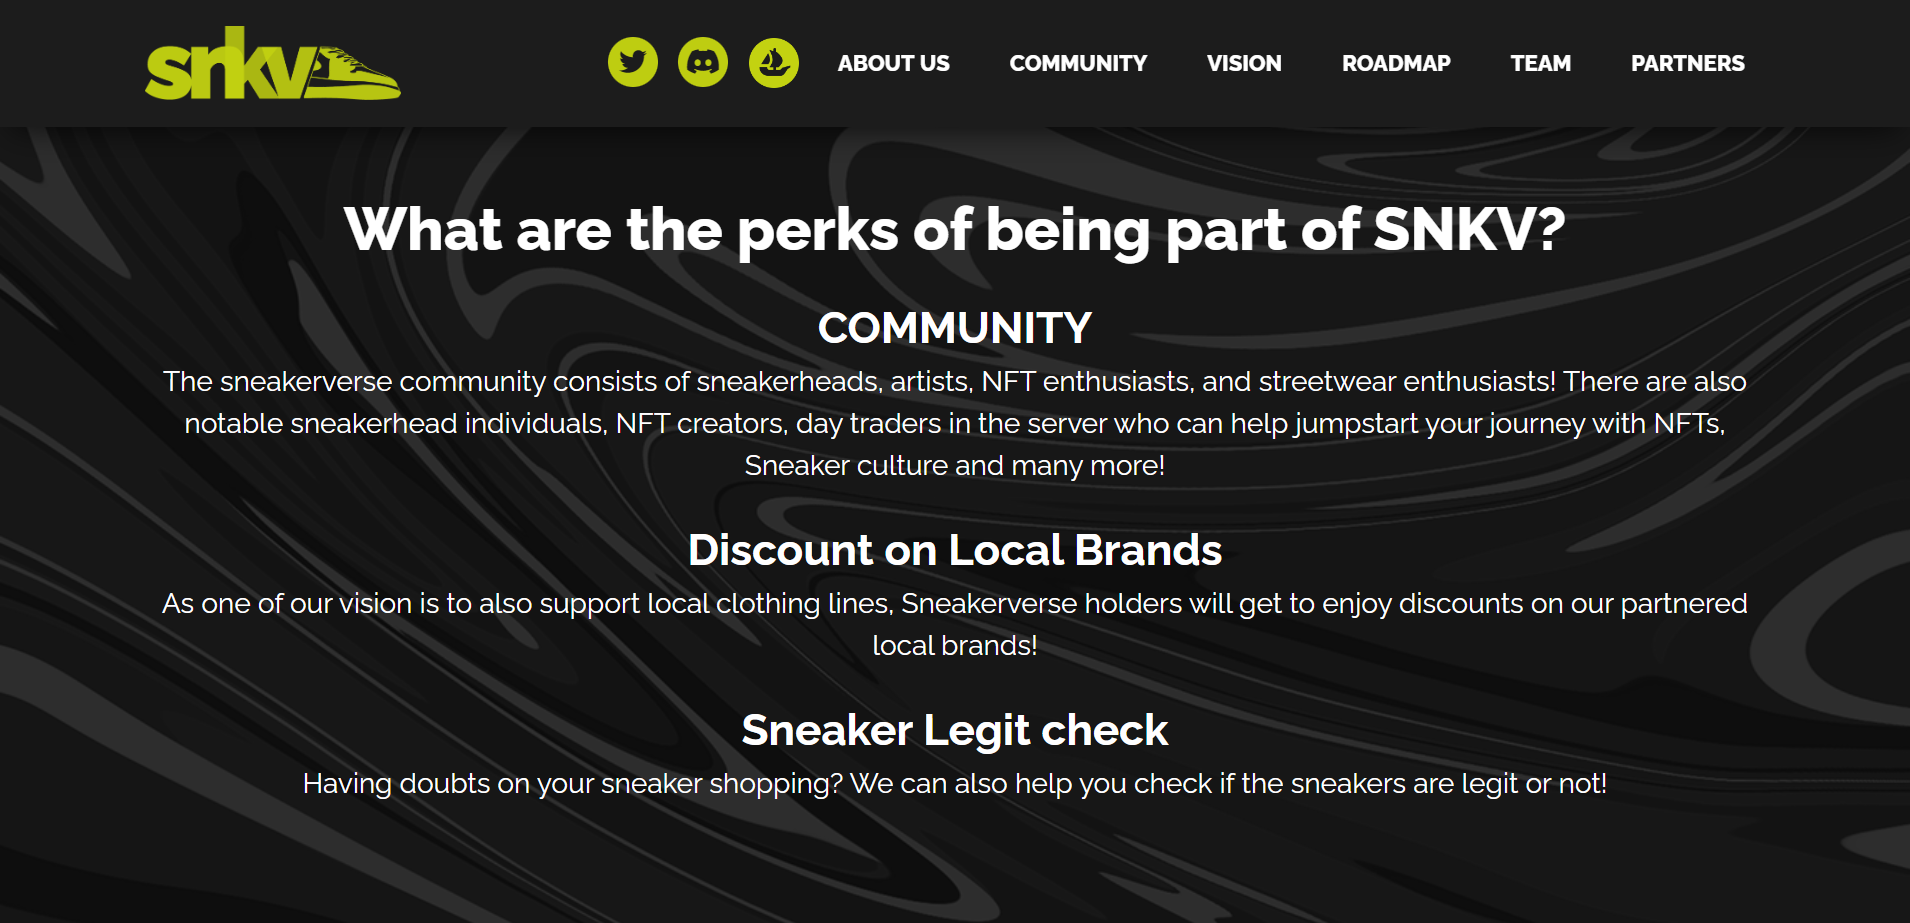 snkv
ABOUT US
COMMUNITY
VISION
ROADMAP
TEAM
PARTNERS
What are the perks of being part of SNKV?
COMMUNITY
The sneakerverse community consists of sneakerheads, artists, NFT enthusiasts, and streetwear enthusiasts! There are also
notable sneakerhead individuals, NFT creators, day traders in the server who can help jumpstart your journey with NFTs,
Sneaker culture and many more!
Discount on Local Brands
As one of our vision is to also support local clothing lines, Sneakerverse holders will get to enjoy discounts on our partnered
local brands!
Sneaker Legit check
Having doubts on your sneaker shopping? We can also help you check if the sneakers are legit or not!